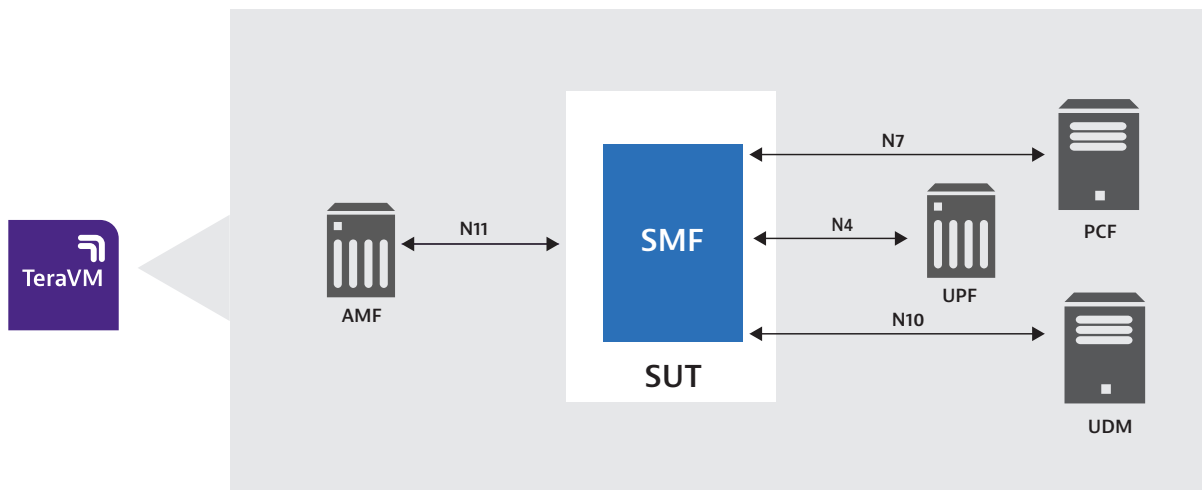 TeraVM
N11
AMF
SMF
SUT
N7
PCF
N4
UPF
N10
UDM